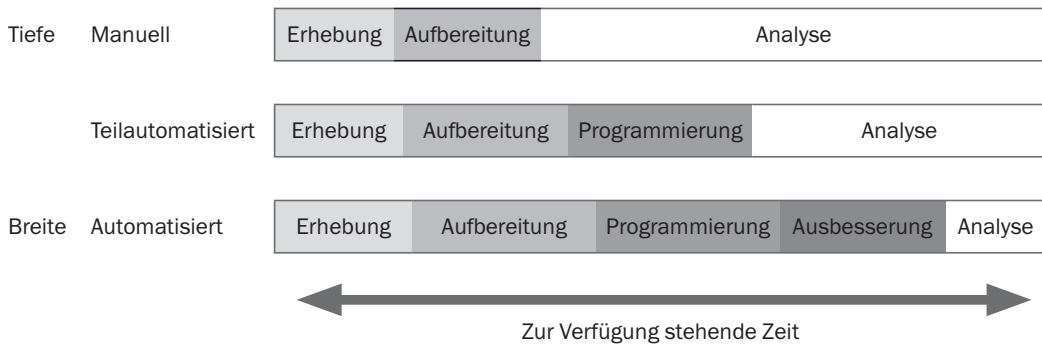 Tiefe Manuell Erhebung Aufbereitung Analyse
Teilautomatisiert Erhebung Aufbereitung Programmierung Analyse
Breite Automatisiert Erhebung Aufbereitung Programmierung Ausbesserung Analyse
Zur Verfügung stehende Zeit